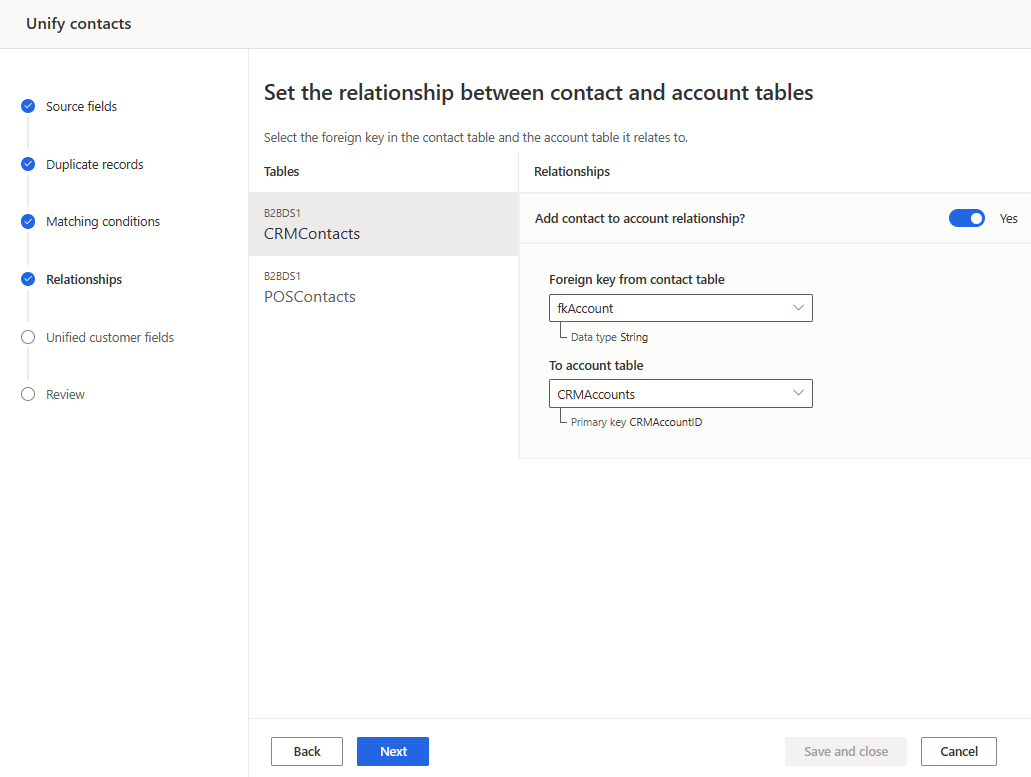 Unify contacts
Source fields
Duplicate records
Matching conditions
Relationships
Unified customer fields
Review
Set the relationship between contact and account tables
Select the foreign key in the contact table and the account table it relates to.
Tables
B2BDS1
CRMContacts
B2BDS1
POSContacts
Relationships
Add contact to account relationship?
Yes
Foreign key from contact table
fkAccount
Data type String
To account table
CRMAccounts
Primary key CRMAccountID
Back
Next
Save and close
Cancel